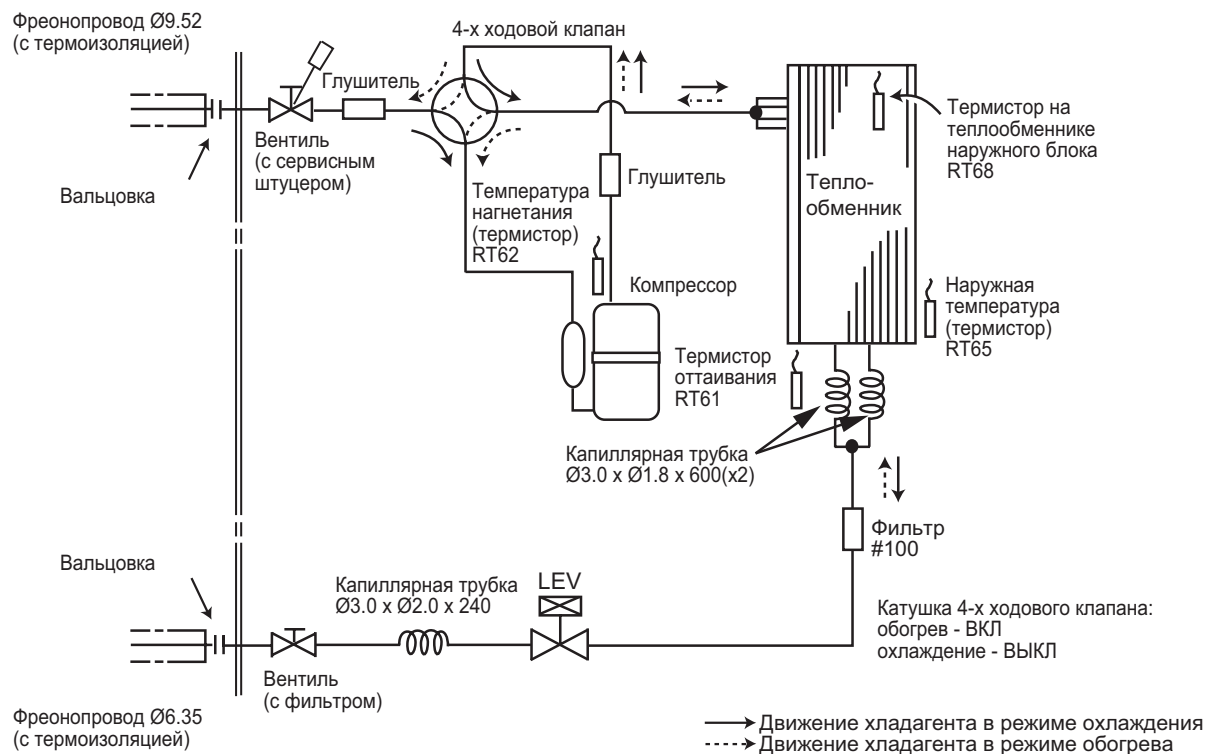 Фреонопровод Ø9.52
(с термоизоляцией)
4-х ходовой клапан
Глушитель
Вентиль
(с сервисным
штуцером)
Вальцовка
Термистор на
теплообменнике
наружного блока
RT68
Глушитель
Температура
нагнетания
(термистор)
RT62
Тепло-
обменник
Компрессор
Наружная
температура
(термистор)
RT65
Термистор
оттаивания
RT61
Капиллярная трубка
Ø3.0 x Ø1.8 x 600(x2)
Фильтр
#100
Вальцовка
Капиллярная трубка
Ø3.0 x Ø2.0 x 240
LEV
Катушка 4-х ходового клапана:
обогрев - ВКЛ
охлаждение - ВЫКЛ
Вентиль
(с фильтром)
Фреонопровод Ø6.35
(с термоизоляцией)
Движение хладагента в режиме охлаждения
Движение хладагента в режиме обогрева